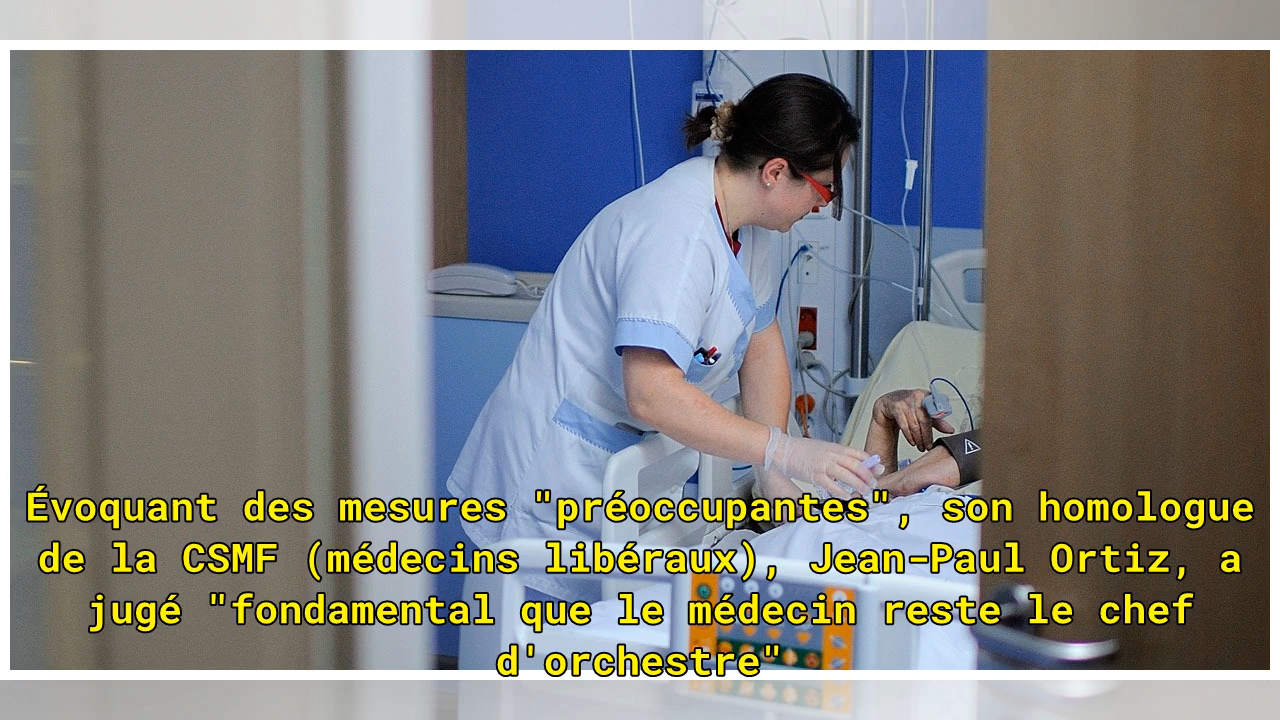 Évoquant des mesures "préoccupantes", son homologue
de la CSMF (médecins libéraux), Jean-Paul Ortiz, a
jugé "fondamental que le médecin reste le chef
d'orchestre"